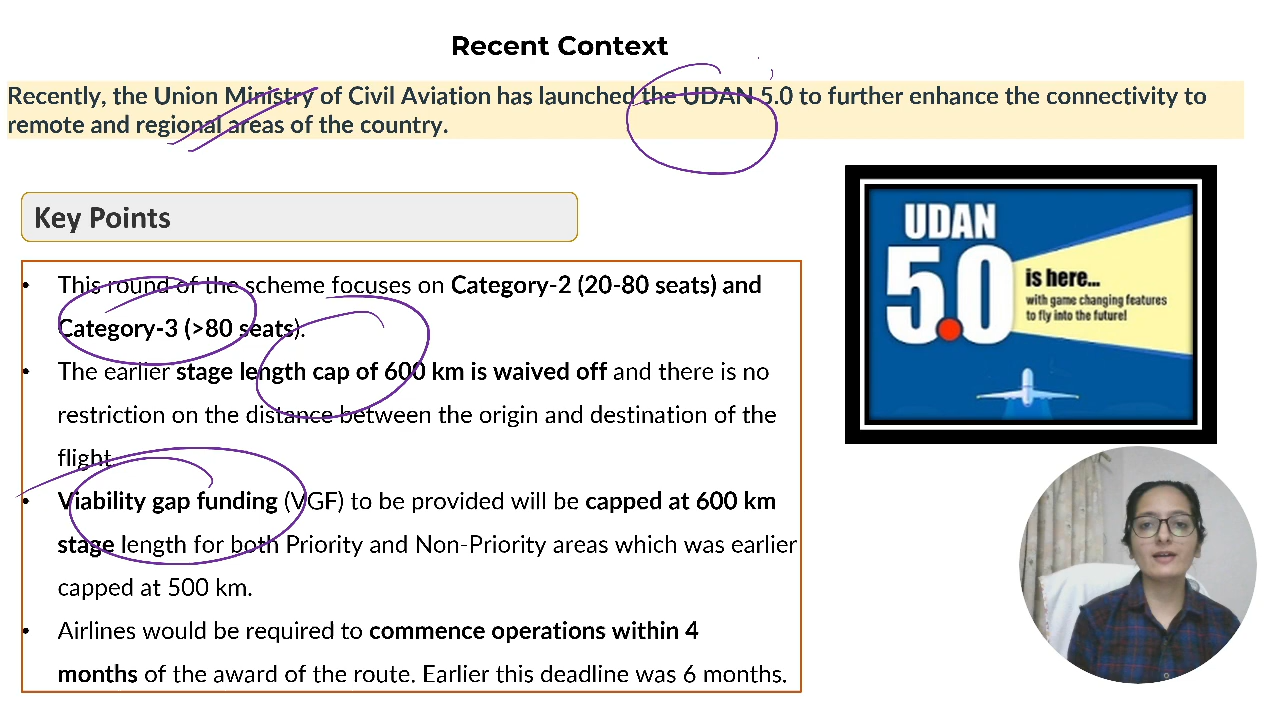 Recent Context
Recently, the Union Ministry of Civil Aviation has launched the UDAN 5.0 to further enhance the connectivity to
remote and regional areas of the country.
Key Points
• This round of the scheme focuses on Category-2 (20-80 seats) and
Category-3 (>80 seats).
• The earlier stage length cap of 600 km is waived off and there is no
restriction on the distance between the origin and destination of the
flight.
• Viability gap funding (VGF) to be provided will be capped at 600 km
stage length for both Priority and Non-Priority areas which was earlier
capped at 500 km.
• Airlines would be required to commence operations within 4
months of the award of the route. Earlier this deadline was 6 months.
UDAN
5.0
is here...
with game changing features
to fly into the future!